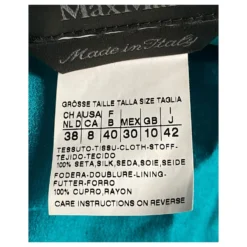 MaxMa
Made in Italy
GRÖSSE TAILLE TALLA SIZE TAGLIA
CH AUSA F MEX GB J
NL D CA B
38 8 40 30 10 42
TESSUTO-TISSU-CLOTH-STOFF-
TEJIDO-TECIDO
100% SETA,SILK,SEDA,SOIE,SEIDE
FODERA-DOUBLURE-LINING-
FUTTER-FORRO
100% CUPRO,RAYON
CARE INSTRUCTIONS ON REVERSE